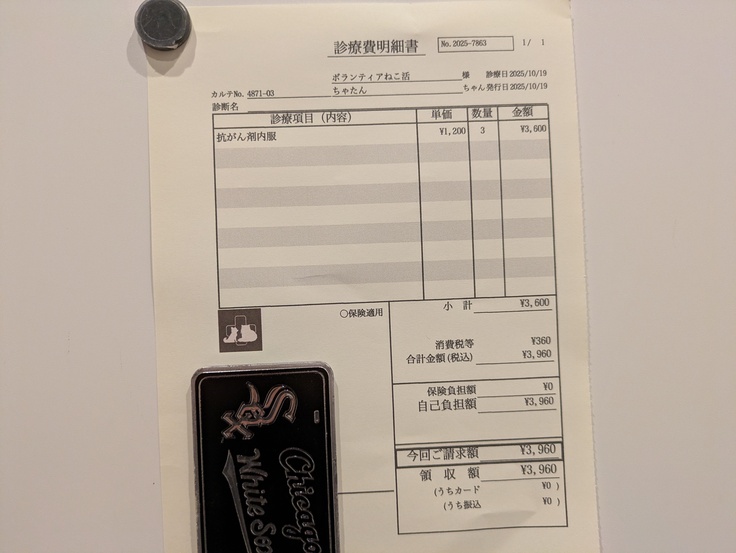 診療費明細書 No.2025-7863 1/ 1
ボランティアねこ活 様 診療日2025/10/19
カルテNo. 4871-03 ちゃたん ちゃん 発行日2025/10/19
診断名
診療項目（内容） 単価 数量 金額
抗がん剤内服 ¥1,200 3 ¥3,600
小 計 ¥3,600
〇保険適用
消費税等 ¥360
合計金額(税込) ¥3,960
保険負担額 ¥0
自己負担額 ¥3,960
今回ご請求額 ¥3,960
領 収 額 ¥3,960
(うちカード ¥0 )
(うち振込 ¥0 )
Sox
Chicago
White Sox